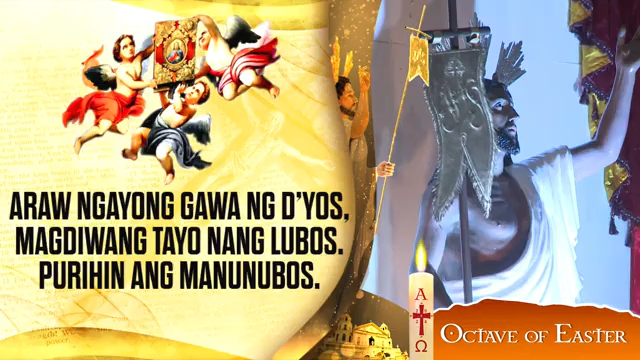 ARAW NGAYONG GAWA NG D'YOS,
MAGDIWANG TAYO NANG LUBOS.
PURIHIN ANG MANUNUBOS.
Α
Ω
OCTAVE OF EASTER